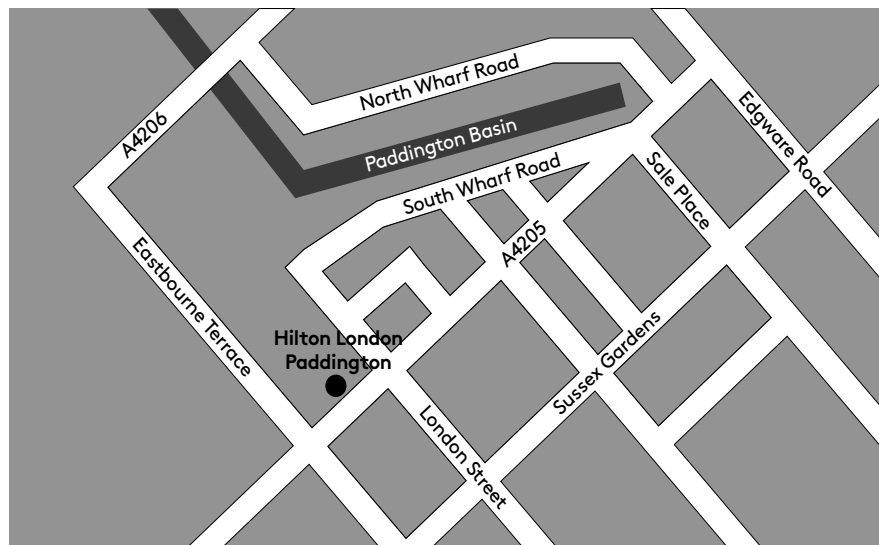 North Wharf Road
A4206
Paddington Basin
Edgware Road
South Wharf Road
Sale Place
A4205
Eastbourne Terrace
Hilton London
Paddington
Sussex Gardens
London Street